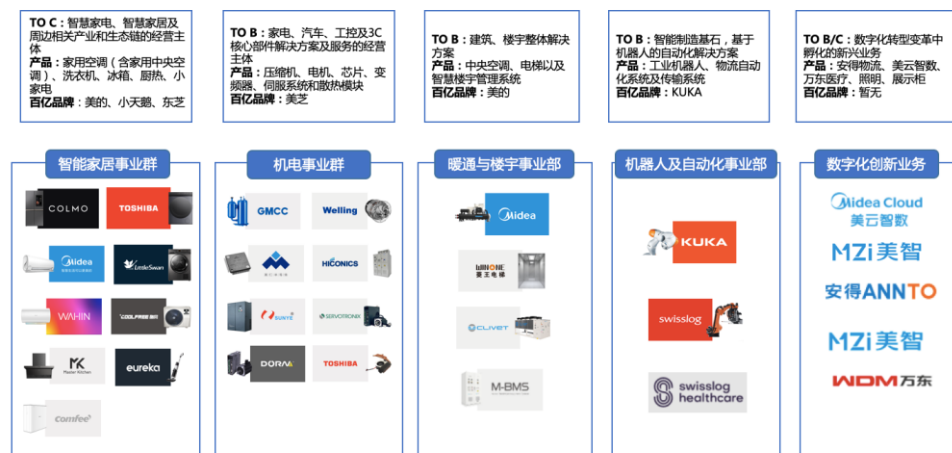 TO C：智慧家电、智慧家居及
周边相关产业和生态链的经营主
体
产品：家用空调（含家用中央空
调）、洗衣机、冰箱、厨热、小
家电
百亿品牌：美的、小天鹅、东芝
TO B：家电、汽车、工控及3C
核心部件解决方案及服务的经营
主体
产品：压缩机、电机、芯片、变
频器、伺服系统和散热模块
百亿品牌：美芝
TO B：建筑、楼宇整体解决
方案
产品：中央空调、电梯以及
智慧楼宇管理系统
百亿品牌：美的
TO B：智能制造基石，基于
机器人的自动化解决方案
产品：工业机器人、物流自
动化系统及传输系统
百亿品牌：KUKA
TO B/C：数字化转型变革中
孵化的新兴业务
产品：安得物流、美云智数、
万东医疗、照明、展示柜
百亿品牌：暂无
智能家居事业群
COLMO
TOSHIBA
Midea
LittleSwan
WAHIN
COOLFREE
MK
Master Kitchen
eureka
comfee'
机电事业群
GMCC
Welling
HICONICS
SUNYE
SERVOTRONIX
DORNA
TOSHIBA
暖通与楼宇事业部
Midea
菱王电梯
CLIVET
M-BMS
机器人及自动化事业部
KUKA
swisslog
swisslog
healthcare
数字化创新业务
Midea Cloud
美云智数
MZi美智
安得ANNTO
MZi美智
WDM万东